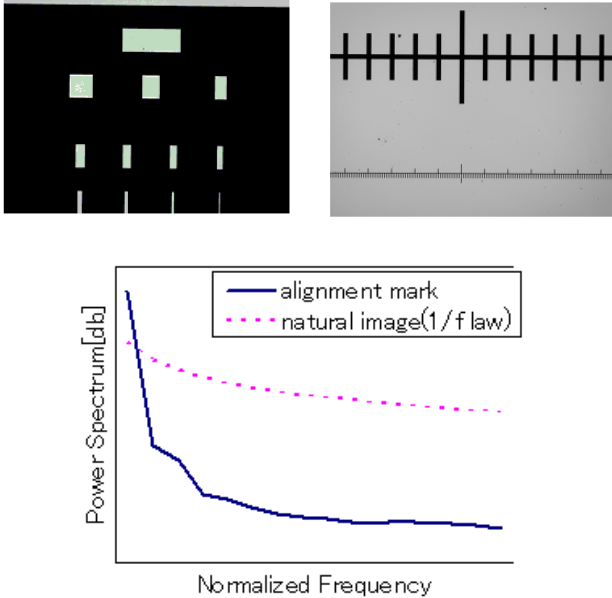 alignment mark
natural image(1/f law)
Power Spectrum[db]
Normalized Frequency